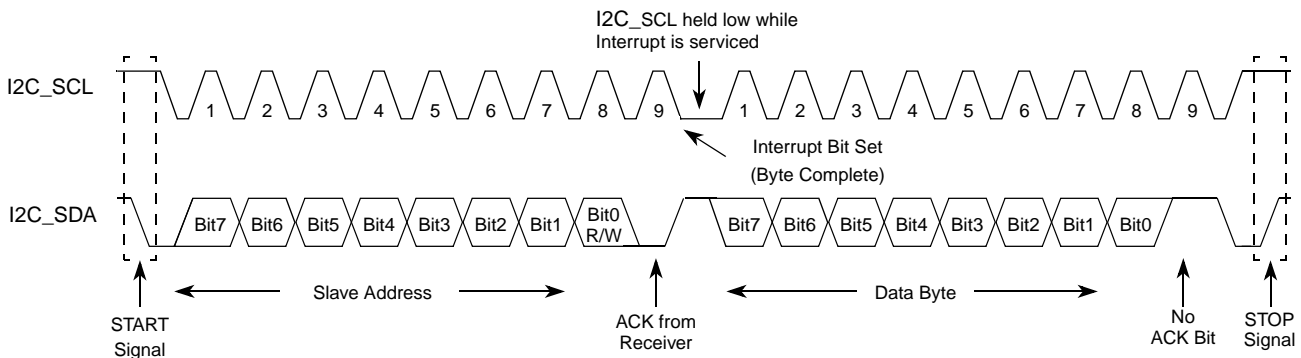 I2C_SCL held low while
Interrupt is serviced
I2C_SCL
1 2 3 4 5 6 7 8 9 1 2 3 4 5 6 7 8 9
Interrupt Bit Set
(Byte Complete)
I2C_SDA
Bit7 Bit6 Bit5 Bit4 Bit3 Bit2 Bit1 Bit0 Bit7 Bit6 Bit5 Bit4 Bit3 Bit2 Bit1 Bit0
R/W
Slave Address
Data Byte
START
Signal
ACK from
Receiver
No
ACK Bit
STOP
Signal